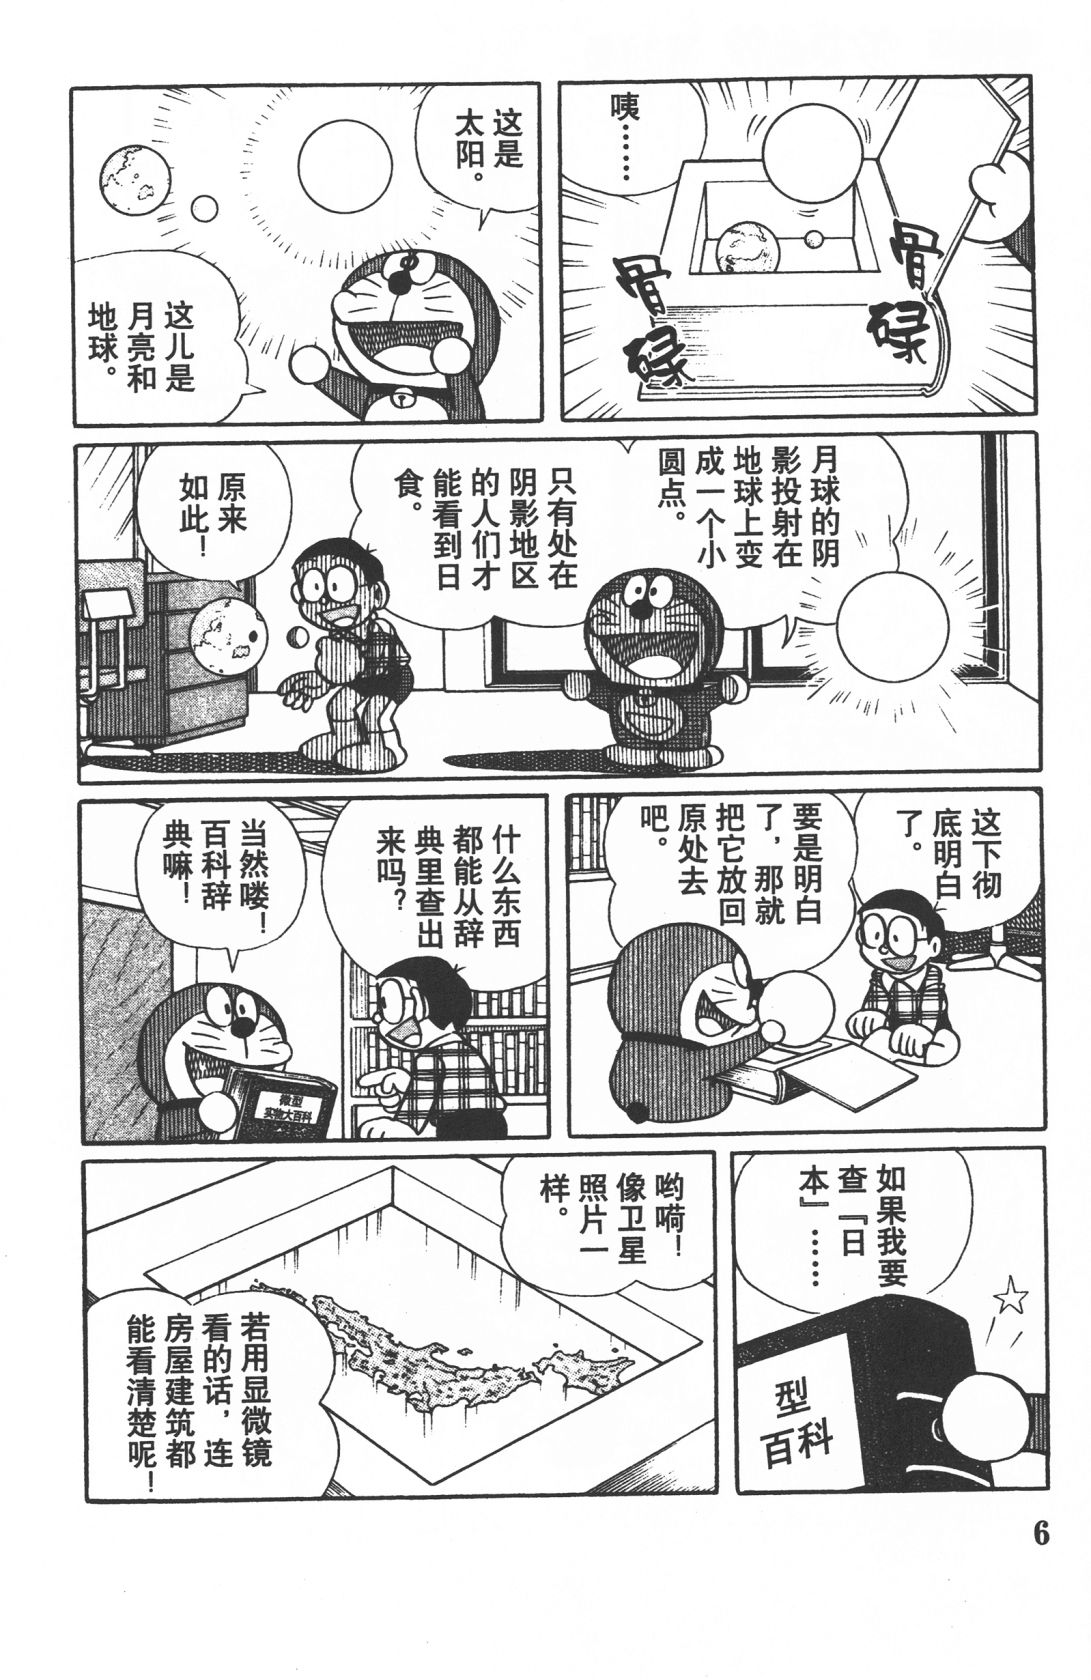 咦……
骨碌
骨碌
这是
太阳。
这儿是
月亮和
地球。
月球的阴
影投射在
地球上变
成一个小
圆点。
只有处在
阴影地区
的人们才
能看到日
食。
原来
如此！
这下彻
底明白
了。
要是明白
了，那就
把它放回
原处去
吧。
什么东西
都能从辞
典里查出
来吗？
当然喽！
百科辞
典嘛！
微型
实物大百科
如果我要
查『日
本』……
型
百科
哟嗬！
像卫星
照片一
样。
若用显微镜
看的话，连
房屋建筑都
能看清楚呢！
6